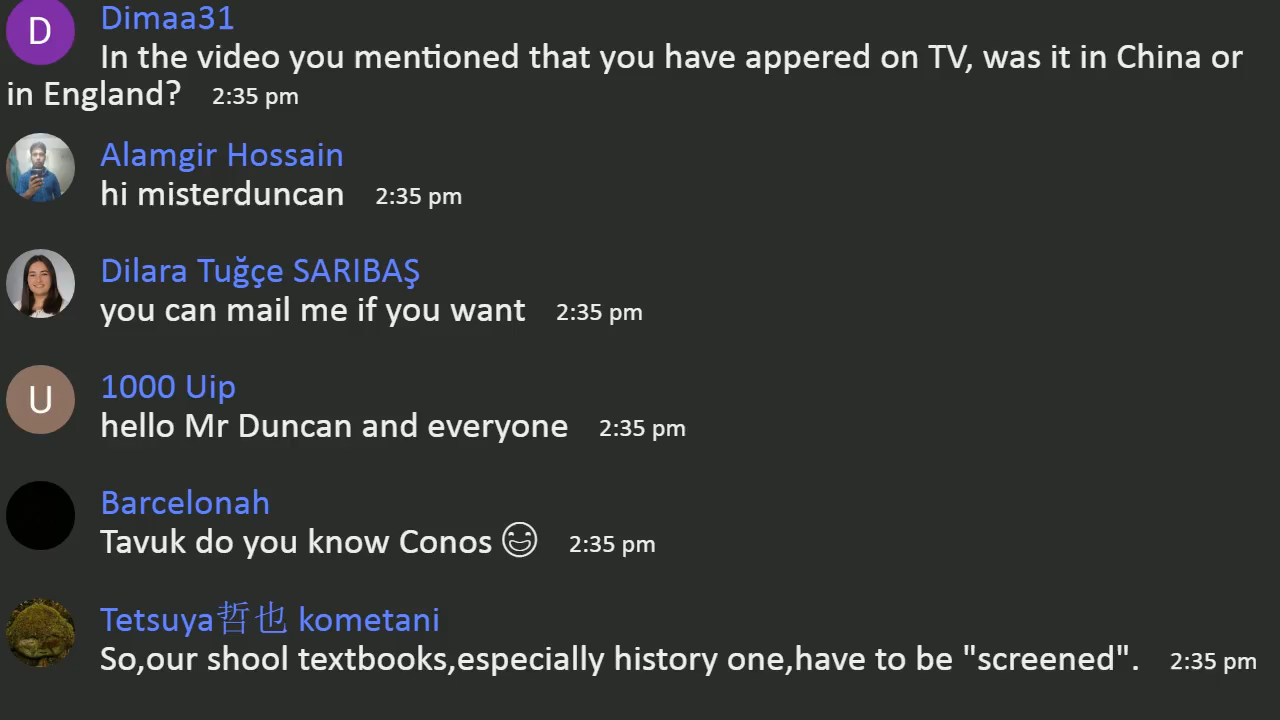 D
Dimaa31
In the video you mentioned that you have appered on TV, was it in China or
in England? 2:35 pm
Alamgir Hossain
hi misterduncan 2:35 pm
Dilara Tuğçe SARIBAŞ
you can mail me if you want 2:35 pm
U
1000 Uip
hello Mr Duncan and everyone 2:35 pm
Barcelonah
Tavuk do you know Conos 😄 2:35 pm
Tetsuya哲也 kometani
So,our shool textbooks,especially history one,have to be "screened". 2:35 pm